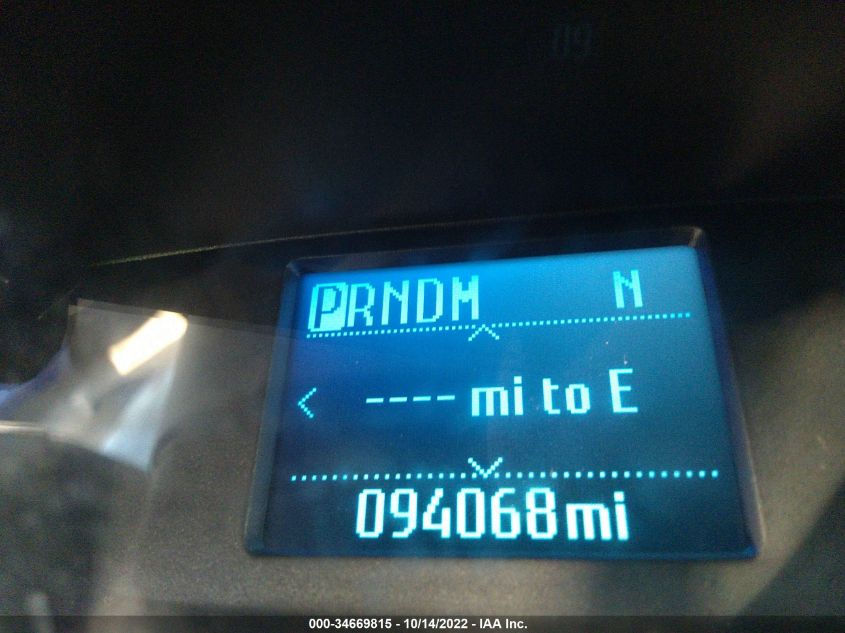 PRNDM N
---- mi to E
094068mi
000-34669815 - 10/14/2022 - IAA Inc.